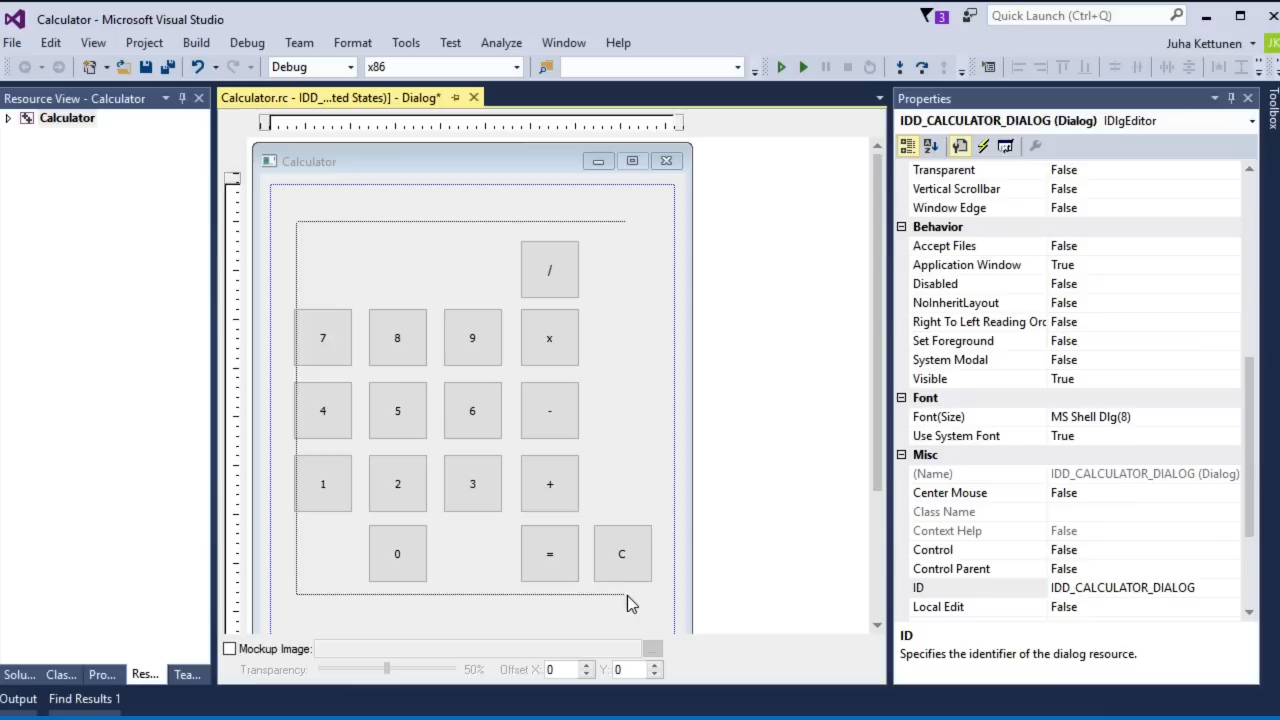 Calculator - Microsoft Visual Studio
3
Quick Launch (Ctrl+Q)
File Edit View Project Build Debug Team Format Tools Test Analyze Window Help
Juha Kettunen JK
Debug x86
Resource View - Calculator
Calculator.rc - IDD_...ted States)] - Dialog*
Properties
Toolbox
Calculator
IDD_CALCULATOR_DIALOG (Dialog) IDlgEditor
Calculator
/
7 8 9 x
4 5 6 -
1 2 3 +
0 = C
Transparent False
Vertical Scrollbar False
Window Edge False
Behavior
Accept Files False
Application Window True
Disabled False
NoInheritLayout False
Right To Left Reading Orc False
Set Foreground False
System Modal False
Visible True
Font
Font(Size) MS Shell Dlg(8)
Use System Font True
Misc
(Name) IDD_CALCULATOR_DIALOG (Dialog)
Center Mouse False
Class Name
Context Help False
Control False
Control Parent False
ID IDD_CALCULATOR_DIALOG
Local Edit False
ID
Specifies the identifier of the dialog resource.
Mockup Image: ...
Transparency: 50% Offset X: 0 Y: 0
Solu... Clas... Pro... Res... Tea...
Output Find Results 1